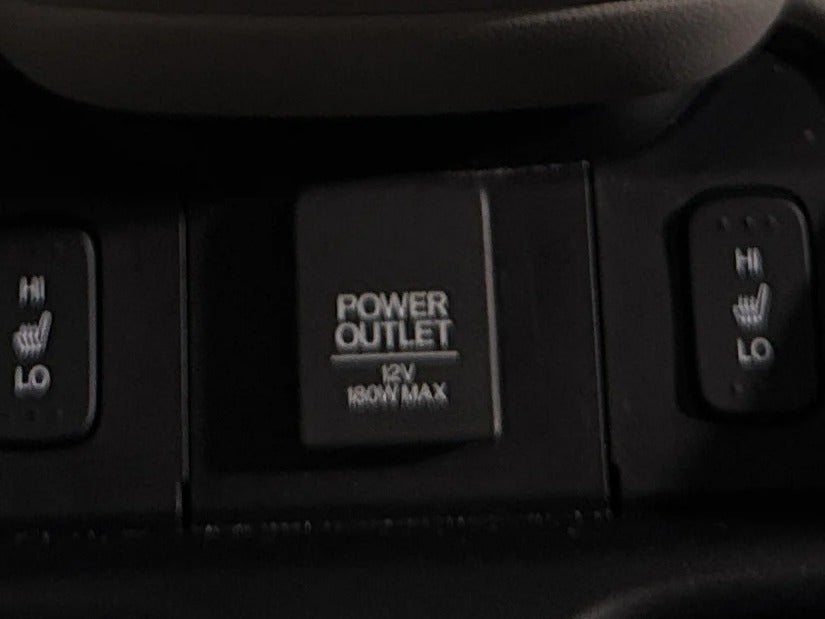 HI
LO
POWER
OUTLET
12V
180W MAX
HI
LO